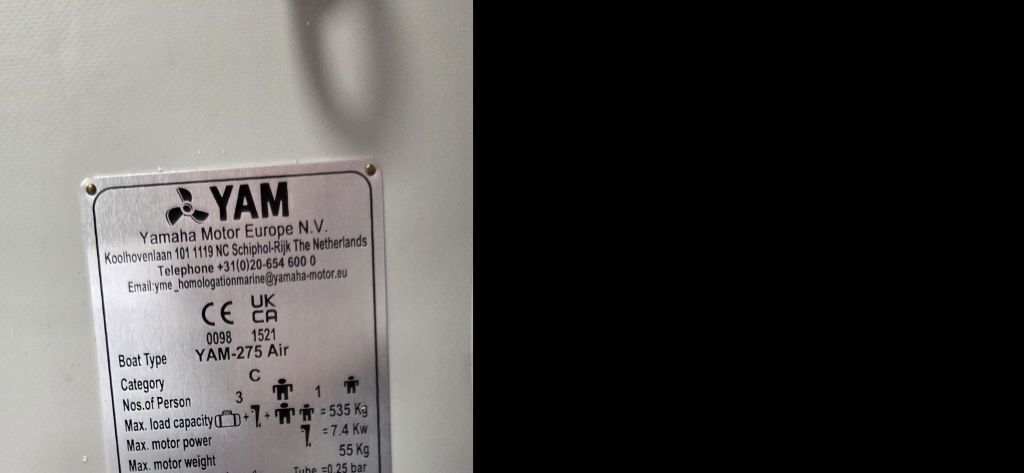 YAM
Yamaha Motor Europe N.V.
Koolhovenlaan 101 1119 NC Schiphol-Rijk The Netherlands
Telephone +31(0)20-654 600 0
Email:yme_homologationmarine@yamaha-motor.eu
CE UK CA
0098 1521
Boat Type YAM-275 Air
Category C
Nos.of Person 3 1
Max. load capacity + + = 535 Kg
Max. motor power = 7.4 Kw
Max. motor weight 55 Kg
Tube =0.25 bar